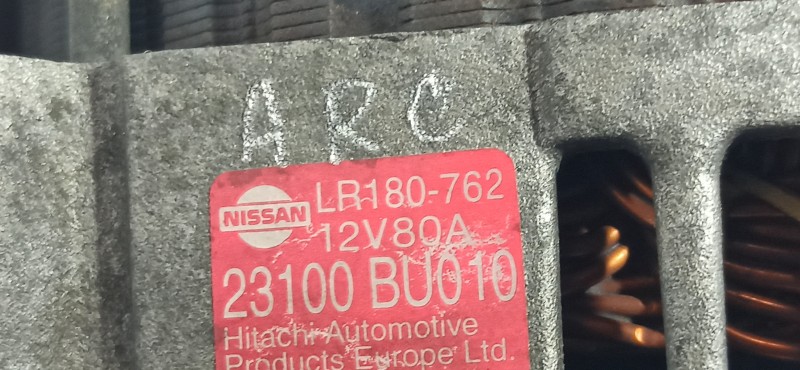 ARC
NISSAN
LR180-762
12V80A
23100 BU010
Hitachi Automotive
Products Europe Ltd.